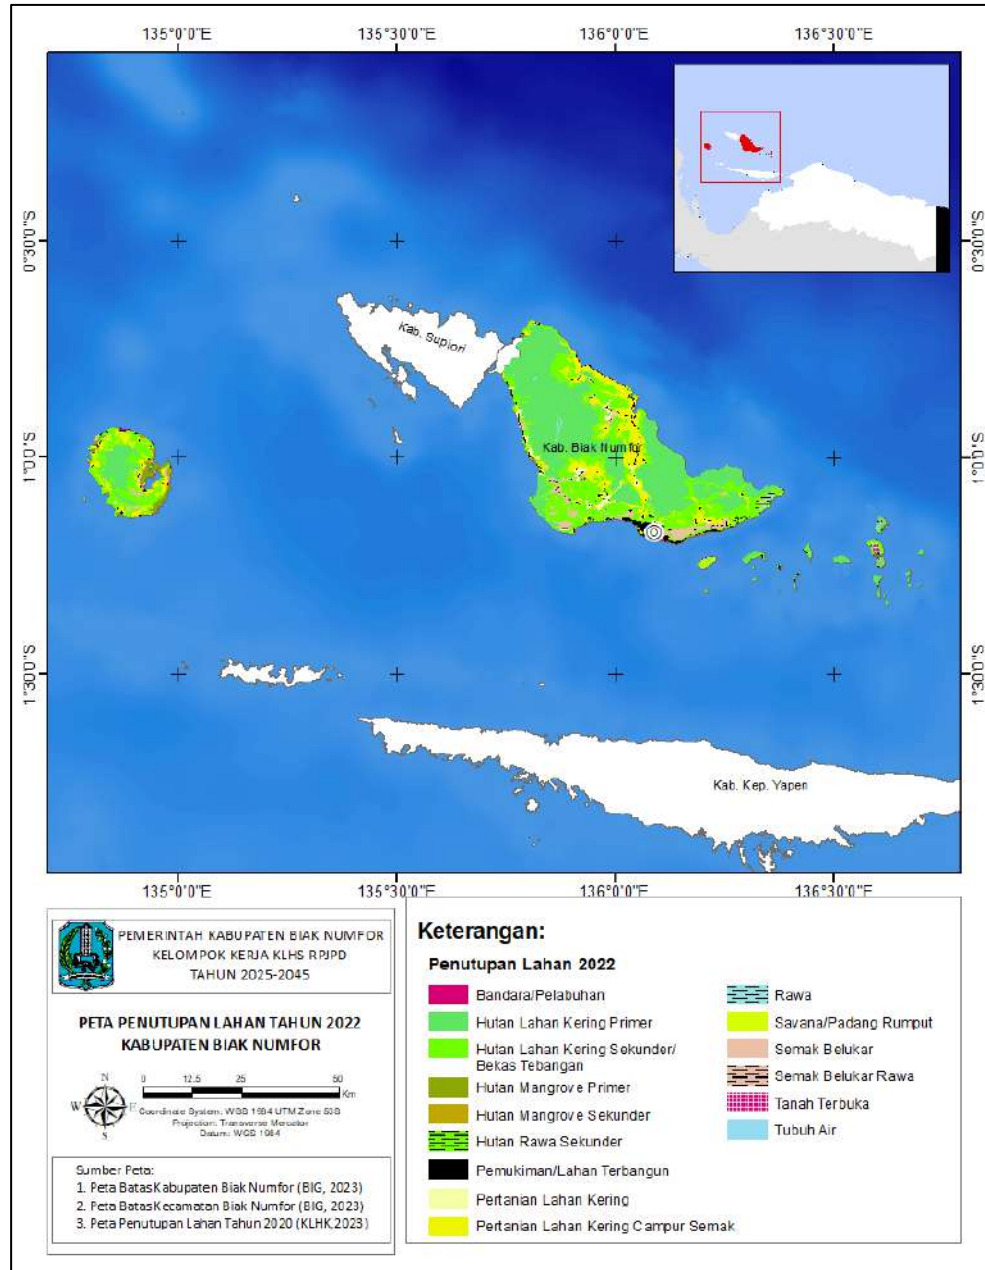 135°0'0"E 135°30'0"E 136°0'0"E 136°30'0"E
0°30'0"S 0°30'0"S
Kab. Supiori
Kab. Biak Numfor
1°0'0"S 1°0'0"S
1°30'0"S 1°30'0"S
Kab. Kep. Yapen
135°0'0"E 135°30'0"E 136°0'0"E 136°30'0"E
PEMERINTAH KABUPATEN BIAK NUMFOR
KELOMPOK KERJA KLHS RPJPD
TAHUN 2025-2045
PETA PENUTUPAN LAHAN TAHUN 2022
KABUPATEN BIAK NUMFOR
N
W E
S
0 12.5 25 50
Km
Coordinate System: WGS 1984 UTM Zone 53S
Projection: Transverse Mercator
Datum: WGS 1984
Sumber Peta:
1. Peta Batas Kabupaten Biak Numfor (BIG, 2023)
2. Peta Batas Kecamatan Biak Numfor (BIG, 2023)
3. Peta Penutupan Lahan Tahun 2020 (KLHK,2023)
Keterangan:
Penutupan Lahan 2022
Bandara/Pelabuhan
Hutan Lahan Kering Primer
Hutan Lahan Kering Sekunder/
Bekas Tebangan
Hutan Mangrove Primer
Hutan Mangrove Sekunder
Hutan Rawa Sekunder
Pemukiman/Lahan Terbangun
Pertanian Lahan Kering
Pertanian Lahan Kering Campur Semak
Rawa
Savana/Padang Rumput
Semak Belukar
Semak Belukar Rawa
Tanah Terbuka
Tubuh Air